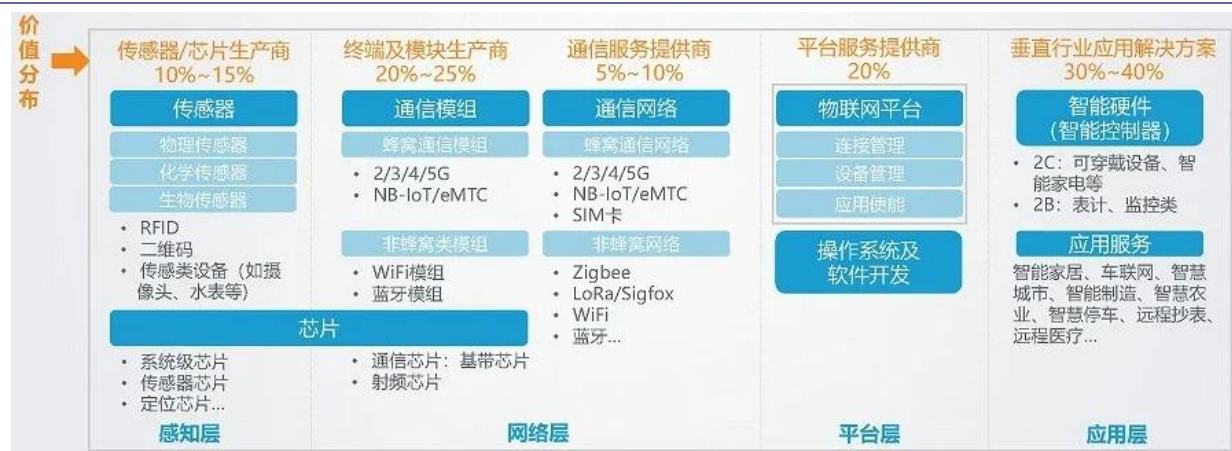 价
值
分
布
传感器/芯片生产商
10%~15%
传感器
物理传感器
化学传感器
生物传感器
• RFID
• 二维码
• 传感类设备（如摄
像头、水表等）
终端及模块生产商
20%~25%
通信模组
蜂窝通信模组
• 2/3/4/5G
• NB-IoT/eMTC
非蜂窝类模组
• WiFi模组
• 蓝牙模组
芯片
• 系统级芯片
• 传感器芯片
• 定位芯片...
• 通信芯片：基带芯片
• 射频芯片
通信服务提供商
5%~10%
通信网络
蜂窝通信网络
• 2/3/4/5G
• NB-IoT/eMTC
• SIM卡
非蜂窝网络
• Zigbee
• LoRa/Sigfox
• WiFi
• 蓝牙...
平台服务提供商
20%
物联网平台
连接管理
设备管理
应用使能
操作系统及
软件开发
垂直行业应用解决方案
30%~40%
智能硬件
(智能控制器)
• 2C：可穿戴设备、智
能家电等
• 2B：表计、监控类
应用服务
智能家居、车联网、智慧
城市、智能制造、智慧农
业、智慧停车、远程抄表、
远程医疗...
感知层
网络层
平台层
应用层